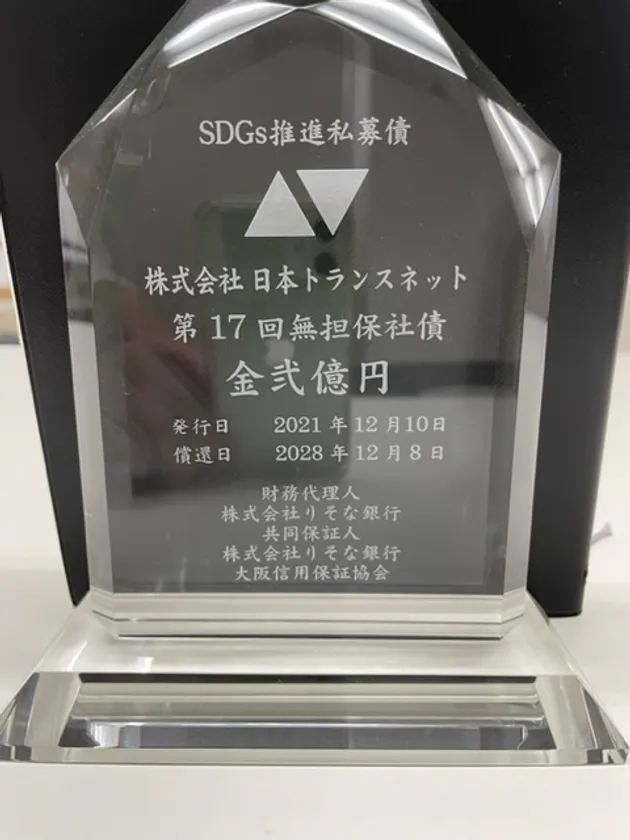 SDGs推進私募債
株式会社 日本トランスネット
第 17 回無担保社債
金弐億円
発行日 2021 年 12 月10日
償還日 2028 年 12 月 8 日
財務代理人
株式会社りそな銀行
共同保証人
株式会社りそな銀行
大阪信用保証協会